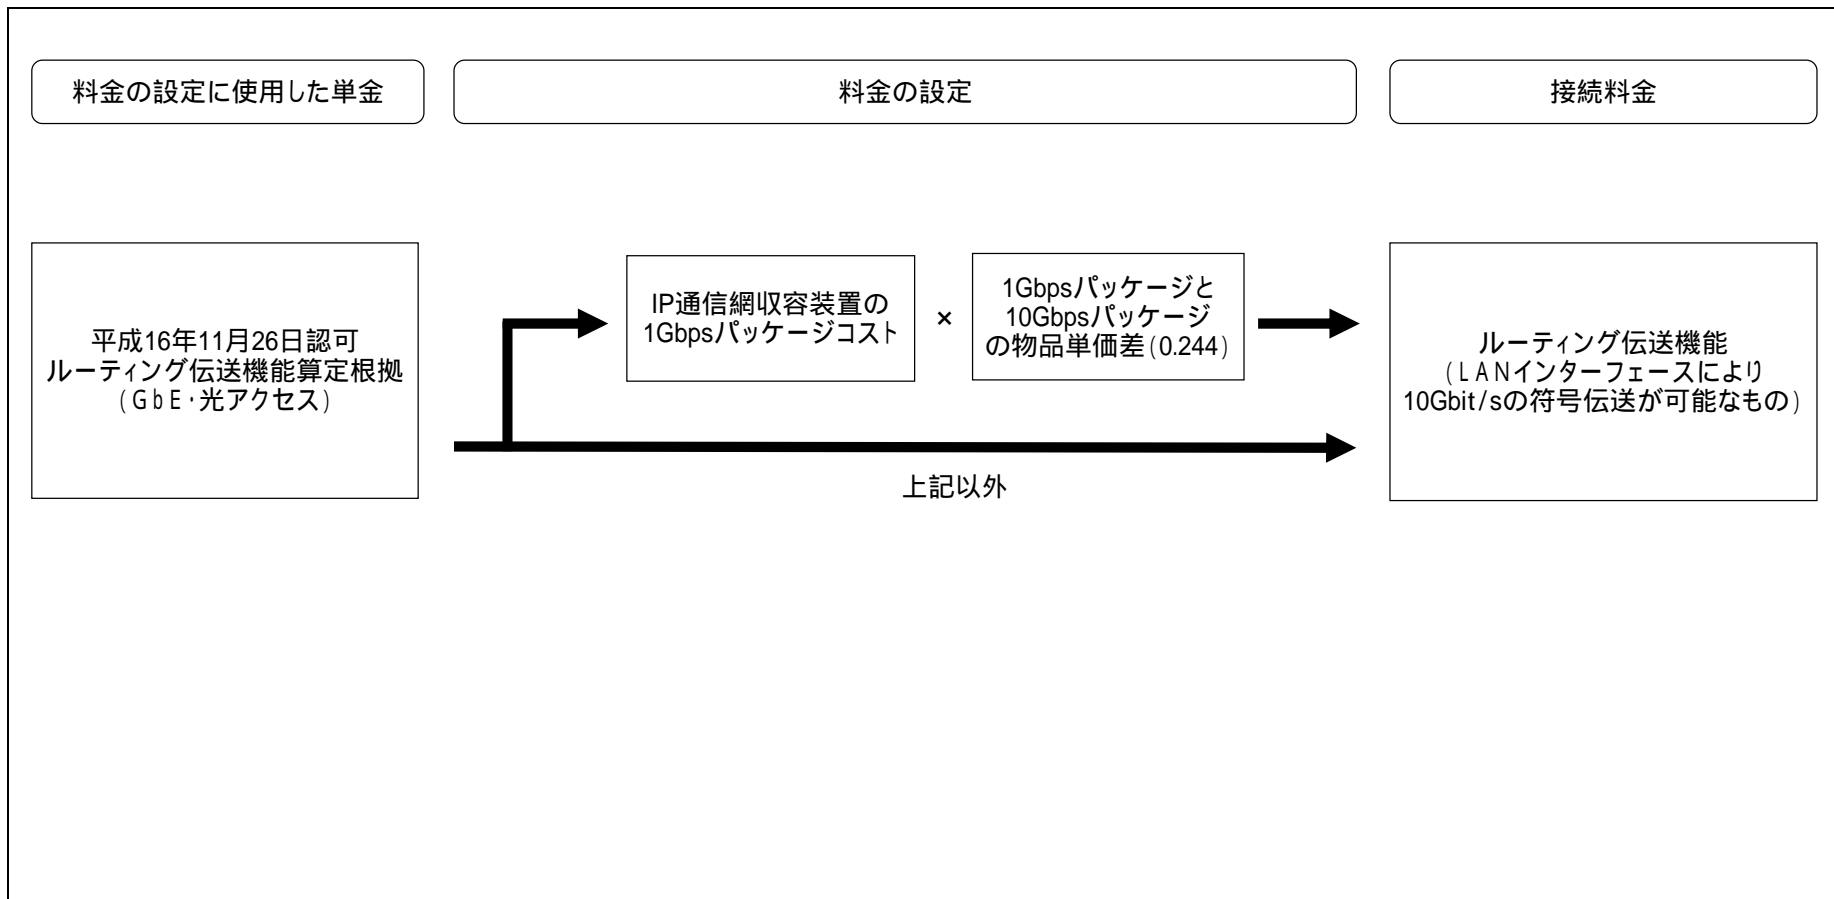 料金の設定に使用した単金
料金の設定
接続料金
平成16年11月26日認可
ルーティング伝送機能算定根拠
(GbE・光アクセス)
IP通信網収容装置の
1Gbpsパッケージコスト
×
1Gbpsパッケージと
10Gbpsパッケージ
の物品単価差(0.244)
ルーティング伝送機能
(LANインターフェースにより
10Gbit/sの符号伝送が可能なもの)
上記以外